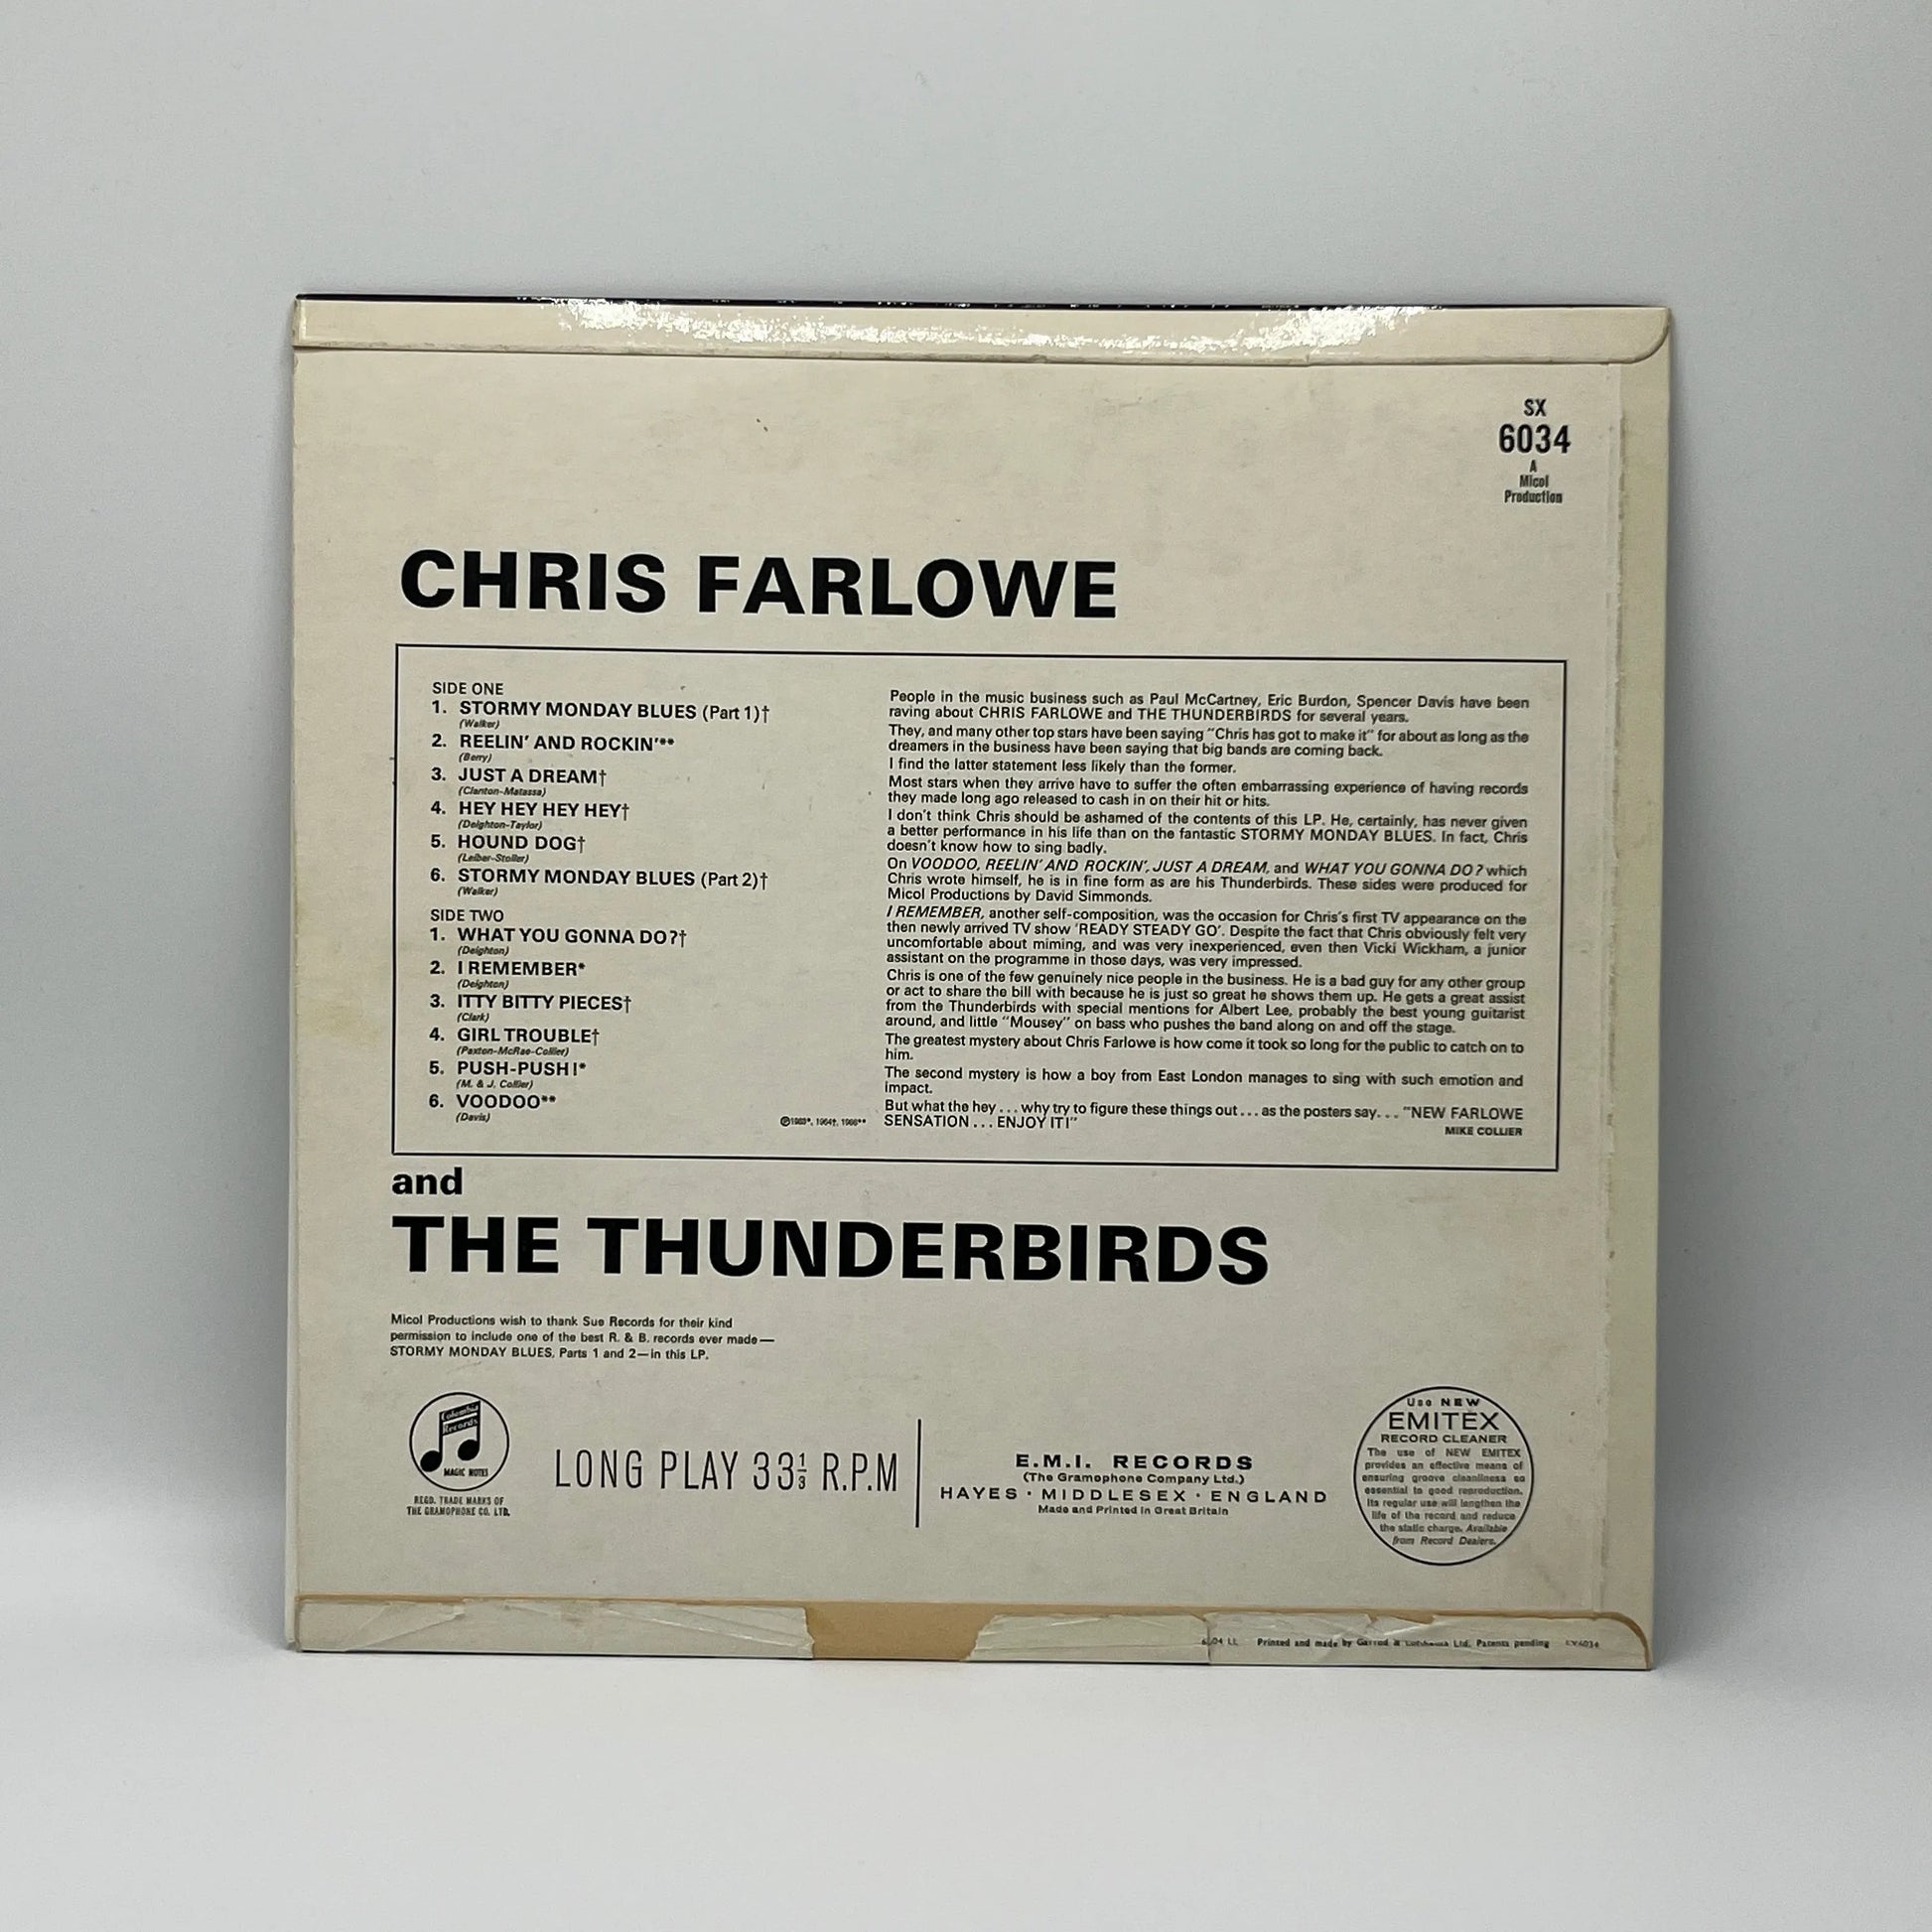 SX
6034
A
Micol
Production
CHRIS FARLOWE
SIDE ONE
1. STORMY MONDAY BLUES (Part 1)†
(Walker)
2. REELIN' AND ROCKIN'**
(Berry)
3. JUST A DREAM†
(Clanton-Matassa)
4. HEY HEY HEY HEY†
(Deighton-Taylor)
5. HOUND DOG†
(Leiber-Stoller)
6. STORMY MONDAY BLUES (Part 2)†
(Walker)
SIDE TWO
1. WHAT YOU GONNA DO?†
(Deighton)
2. I REMEMBER*
(Deighton)
3. ITTY BITTY PIECES†
(Clark)
4. GIRL TROUBLE†
(Paxton-McRae-Collier)
5. PUSH-PUSH!*
(M. & J. Collier)
6. VOODOO**
(Davis)
℗1963*, 1964†, 1966**
People in the music business such as Paul McCartney, Eric Burdon, Spencer Davis have been
raving about CHRIS FARLOWE and THE THUNDERBIRDS for several years.
They, and many other top stars have been saying "Chris has got to make it" for about as long as the
dreamers in the business have been saying that big bands are coming back.
I find the latter statement less likely than the former.
Most stars when they arrive have to suffer the often embarrassing experience of having records
they made long ago released to cash in on their hit or hits.
I don't think Chris should be ashamed of the contents of this LP. He, certainly, has never given
a better performance in his life than on the fantastic STORMY MONDAY BLUES. In fact, Chris
doesn't know how to sing badly.
On VOODOO, REELIN' AND ROCKIN', JUST A DREAM, and WHAT YOU GONNA DO? which
Chris wrote himself, he is in fine form as are his Thunderbirds. These sides were produced for
Micol Productions by David Simmonds.
I REMEMBER, another self-composition, was the occasion for Chris's first TV appearance on the
then newly arrived TV show 'READY STEADY GO'. Despite the fact that Chris obviously felt very
uncomfortable about miming, and was very inexperienced, even then Vicki Wickham, a junior
assistant on the programme in those days, was very impressed.
Chris is one of the few genuinely nice people in the business. He is a bad guy for any other group
or act to share the bill with because he is just so great he shows them up. He gets a great assist
from the Thunderbirds with special mentions for Albert Lee, probably the best young guitarist
around, and little "Mousey" on bass who pushes the band along on and off the stage.
The greatest mystery about Chris Farlowe is how come it took so long for the public to catch on to
him.
The second mystery is how a boy from East London manages to sing with such emotion and
impact.
But what the hey . . . why try to figure these things out . . . as the posters say. . . "NEW FARLOWE
SENSATION . . . ENJOY IT!"
MIKE COLLIER
and
THE THUNDERBIRDS
Micol Productions wish to thank Sue Records for their kind
permission to include one of the best R. & B. records ever made—
STORMY MONDAY BLUES, Parts 1 and 2—in this LP.
Columbia
Records
MAGIC NOTES
REGD. TRADE MARKS OF
THE GRAMOPHONE CO. LTD.
LONG PLAY 33⅓ R.P.M
E.M.I. RECORDS
(The Gramophone Company Ltd.)
HAYES · MIDDLESEX · ENGLAND
Made and Printed in Great Britain
Use NEW
EMITEX
RECORD CLEANER
The use of NEW EMITEX
provides an effective means of
ensuring groove cleanliness so
essential to good reproduction.
Its regular use will lengthen the
life of the record and reduce
the static charge. Available
from Record Dealers.
Printed and made by Garrod & Lofthouse Ltd. Patents pending